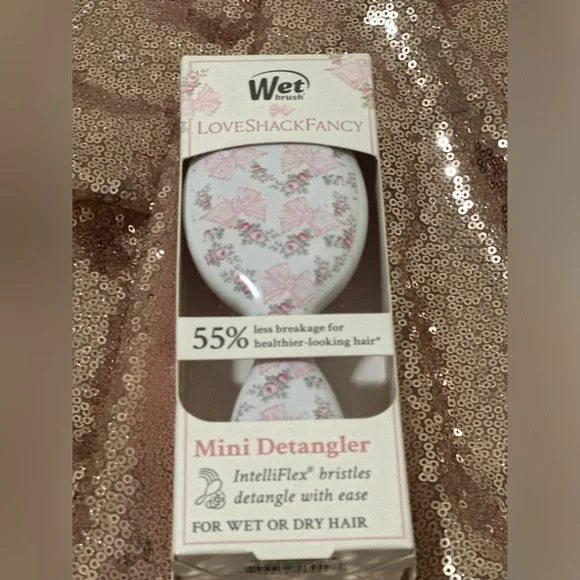 Wet
brush®
LOVESHACKFANCY
55% less breakage for
healthier-looking hair*
Mini Detangler
IntelliFlex® bristles
detangle with ease
FOR WET OR DRY HAIR